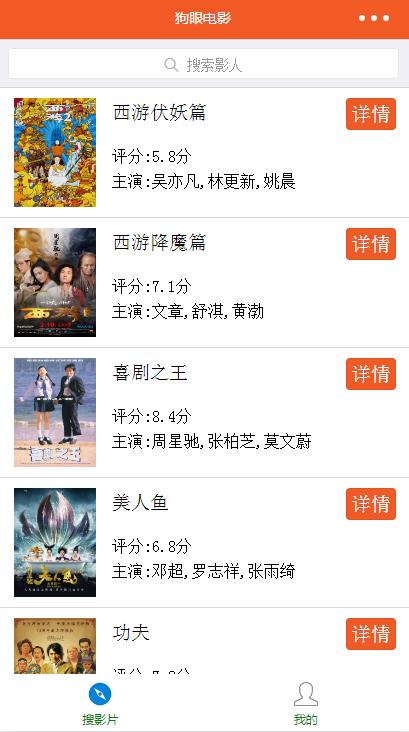 狗眼电影
搜索影人
西游伏妖篇
详情
评分:5.8分
主演:吴亦凡,林更新,姚晨
西游降魔篇
详情
评分:7.1分
主演:文章,舒淇,黄渤
喜剧之王
详情
评分:8.4分
主演:周星驰,张柏芝,莫文蔚
美人鱼
详情
评分:6.8分
主演:邓超,罗志祥,张雨绮
功夫
详情
搜影片
我的